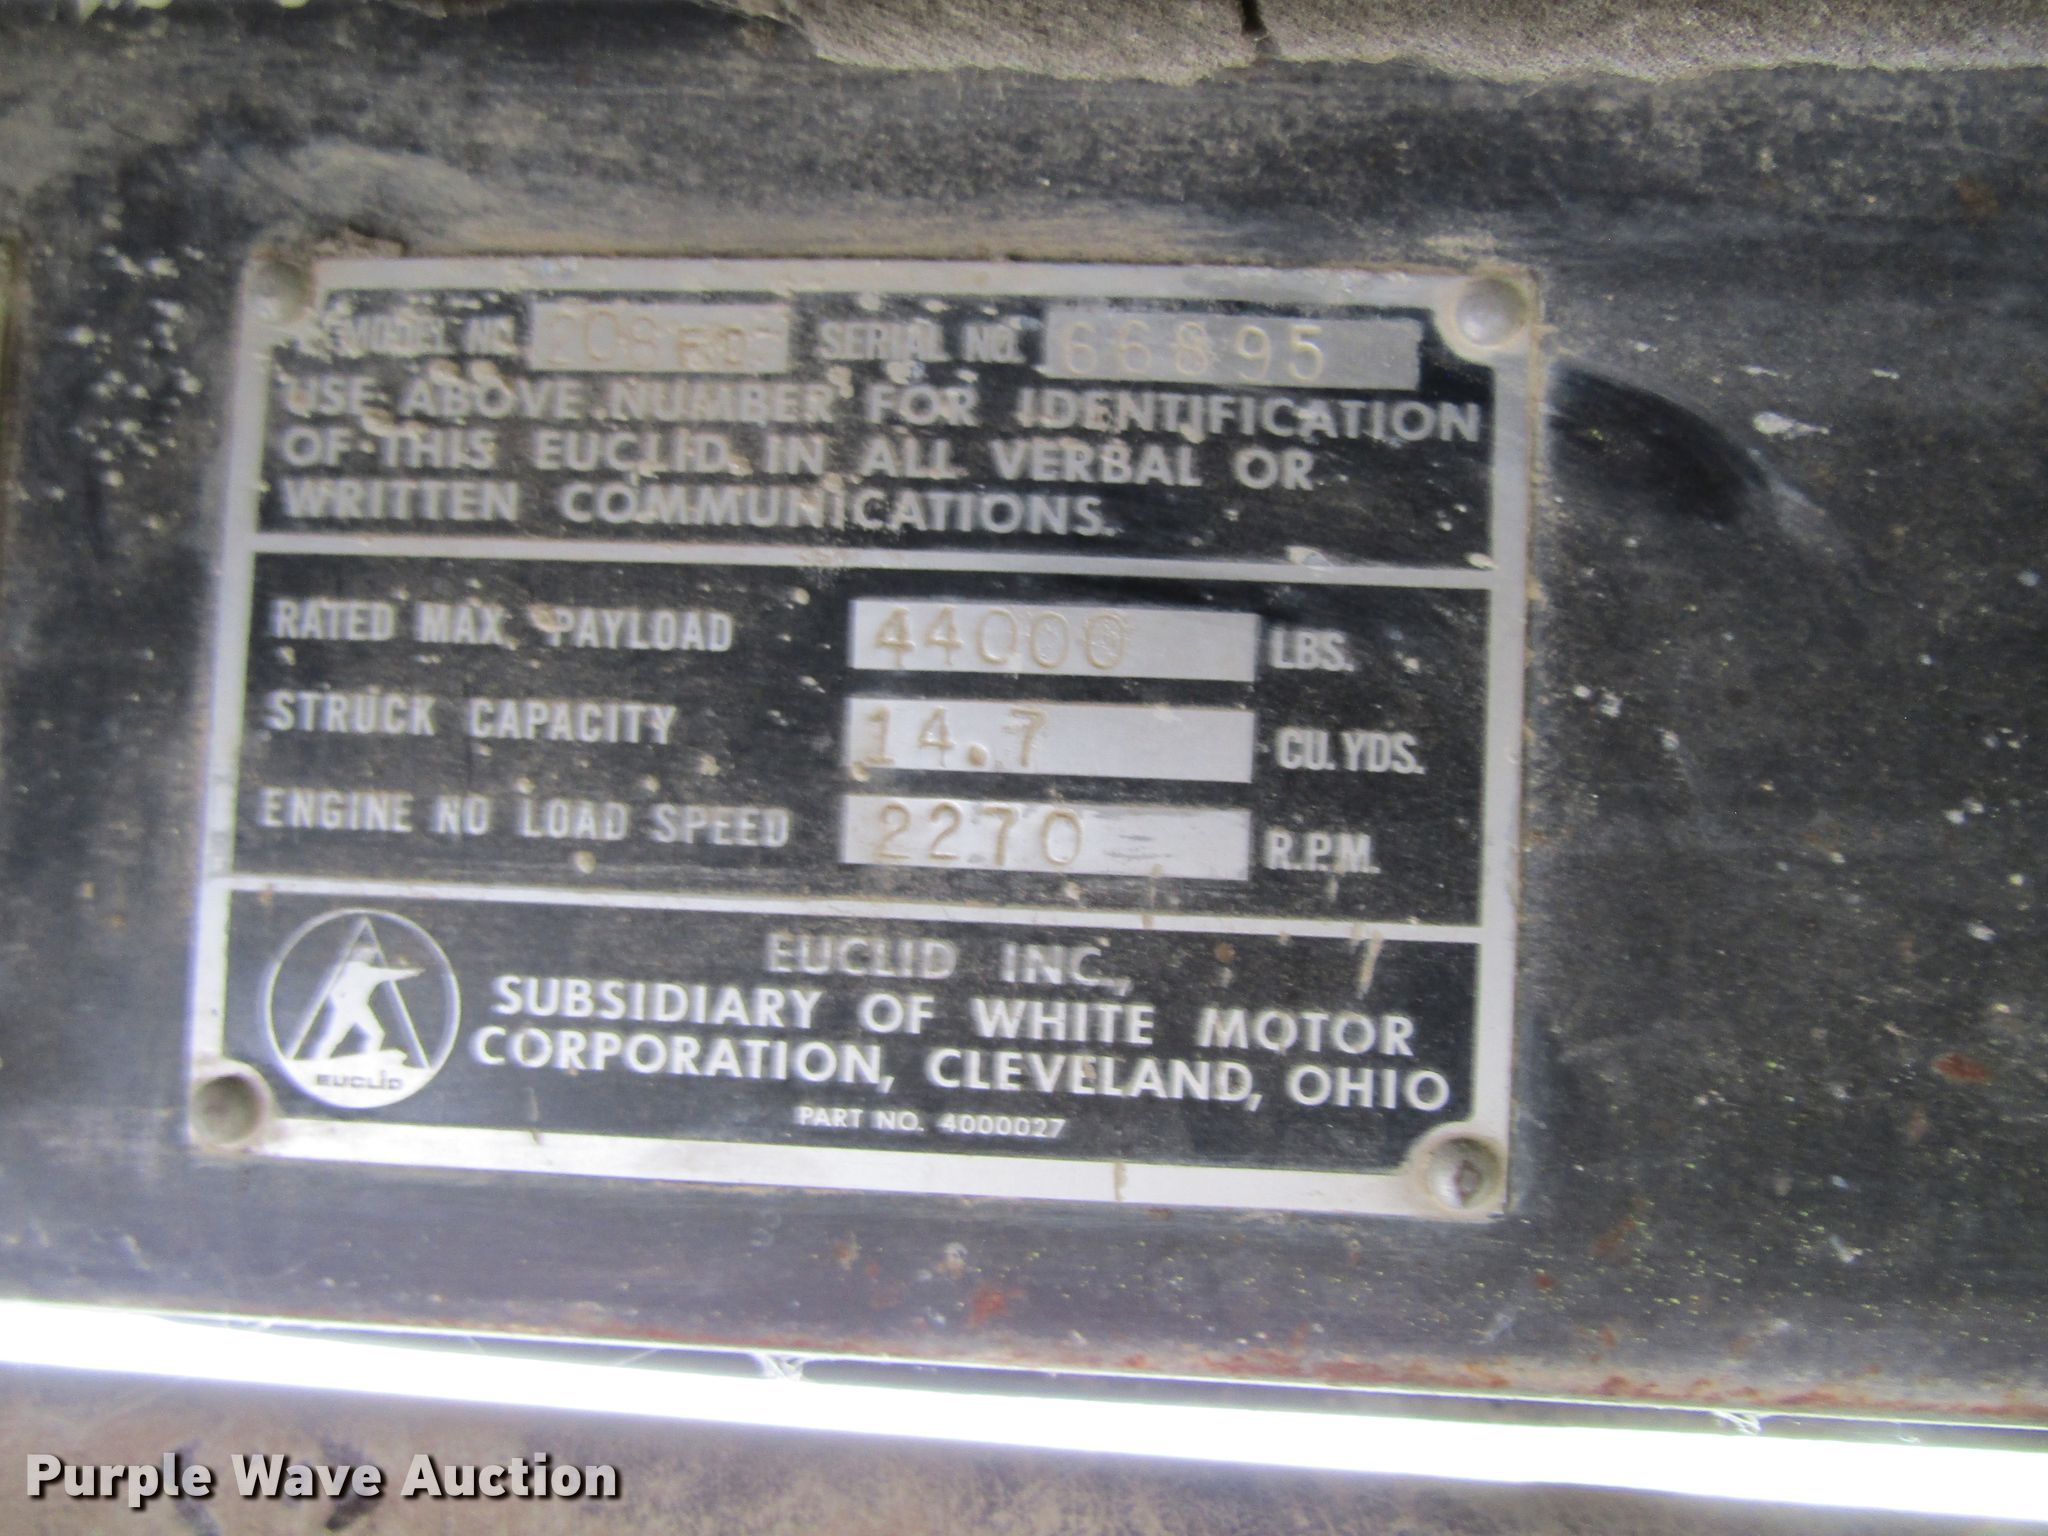 MODEL NO. SERIAL NO. 66895
USE ABOVE NUMBER FOR IDENTIFICATION
OF THIS EUCLID IN ALL VERBAL OR
WRITTEN COMMUNICATIONS.
RATED MAX. PAYLOAD 44000 LBS.
STRUCK CAPACITY 14.7 CU. YDS.
ENGINE NO LOAD SPEED 2270 R.P.M.
EUCLID INC.,
SUBSIDIARY OF WHITE MOTOR
CORPORATION, CLEVELAND, OHIO
EUCLID
PART NO. 4000027
Purple Wave Auction